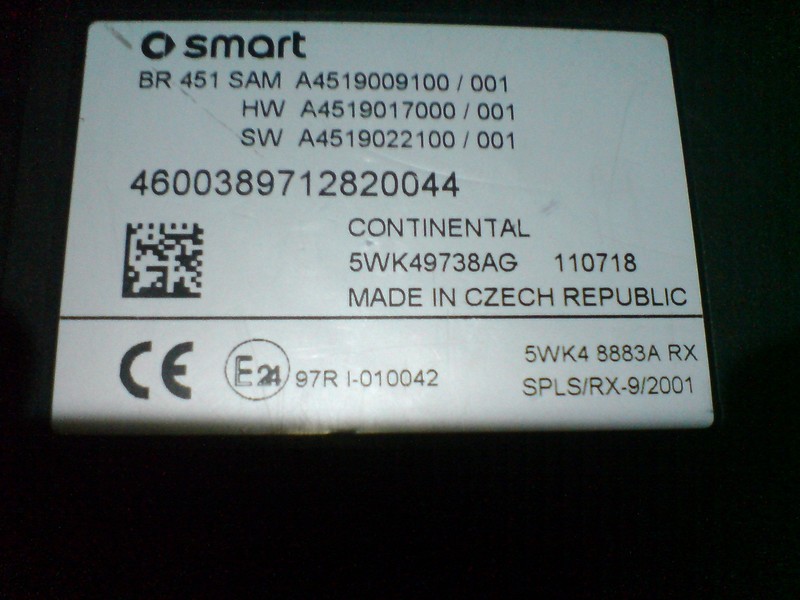 smart
BR 451 SAM A4519009100 / 001
HW A4519017000 / 001
SW A4519022100 / 001
4600389712820044
CONTINENTAL
5WK49738AG 110718
MADE IN CZECH REPUBLIC
CE E24 97R I-010042
5WK4 8883A RX
SPLS/RX-9/2001